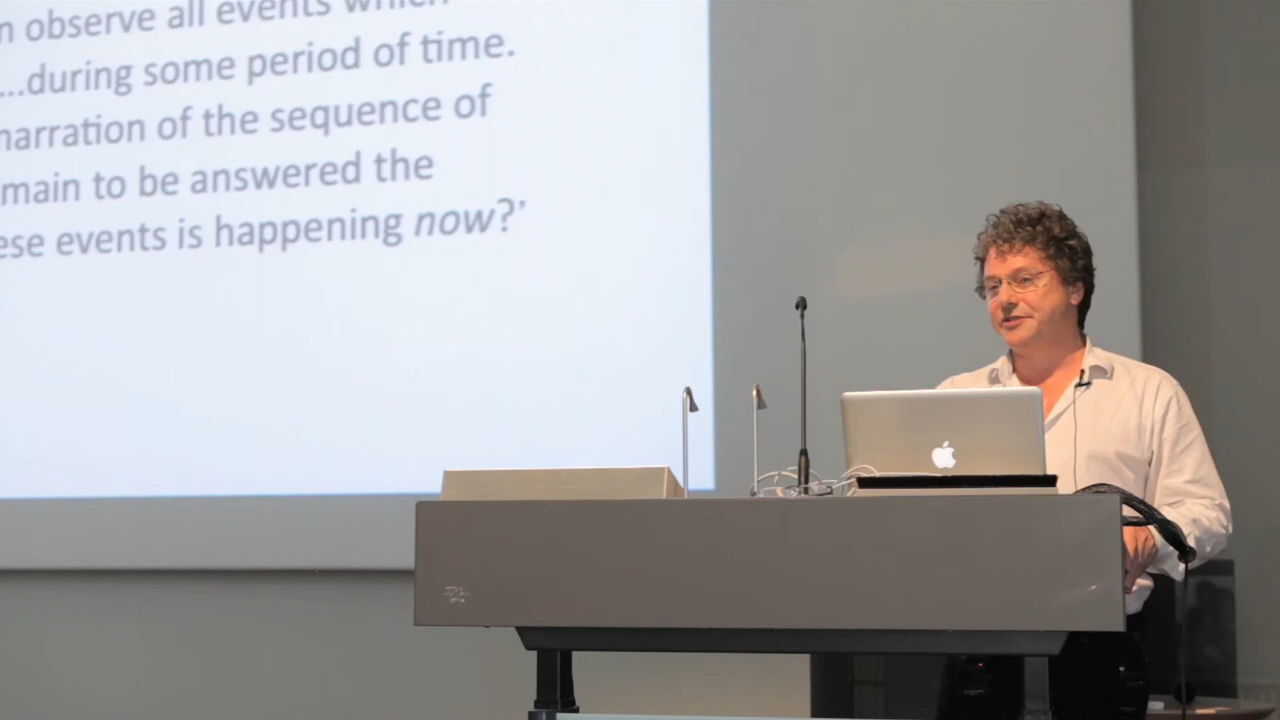 n observe all events which
...during some period of time.
narration of the sequence of
main to be answered the
ese events is happening now?'